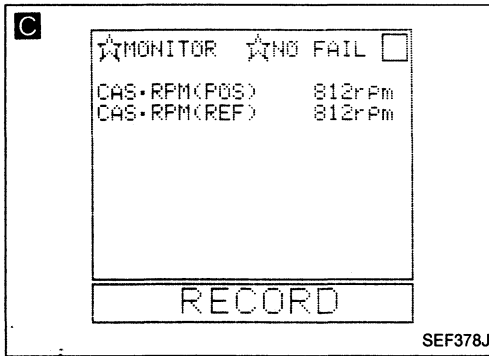 C
☆MONITOR ☆NO FAIL
CAS•RPM(POS) 812rpm
CAS•RPM(REF) 812rpm
RECORD
SEF378J